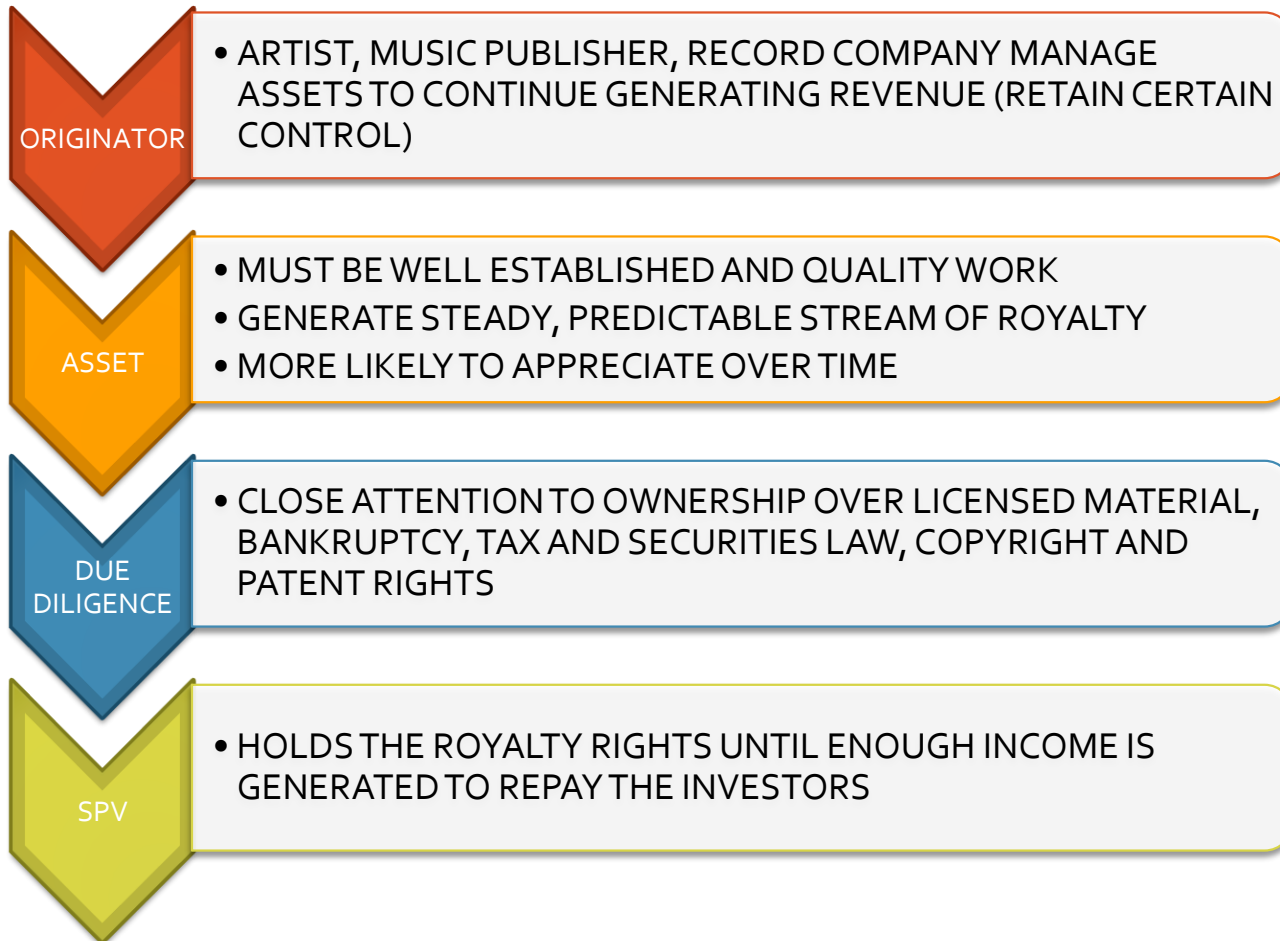 ORIGINATOR
• ARTIST, MUSIC PUBLISHER, RECORD COMPANY MANAGE
ASSETS TO CONTINUE GENERATING REVENUE (RETAIN CERTAIN
CONTROL)
ASSET
• MUST BE WELL ESTABLISHED AND QUALITY WORK
• GENERATE STEADY, PREDICTABLE STREAM OF ROYALTY
• MORE LIKELY TO APPRECIATE OVER TIME
DUE
DILIGENCE
• CLOSE ATTENTION TO OWNERSHIP OVER LICENSED MATERIAL,
BANKRUPTCY, TAX AND SECURITIES LAW, COPYRIGHT AND
PATENT RIGHTS
SPV
• HOLDS THE ROYALTY RIGHTS UNTIL ENOUGH INCOME IS
GENERATED TO REPAY THE INVESTORS